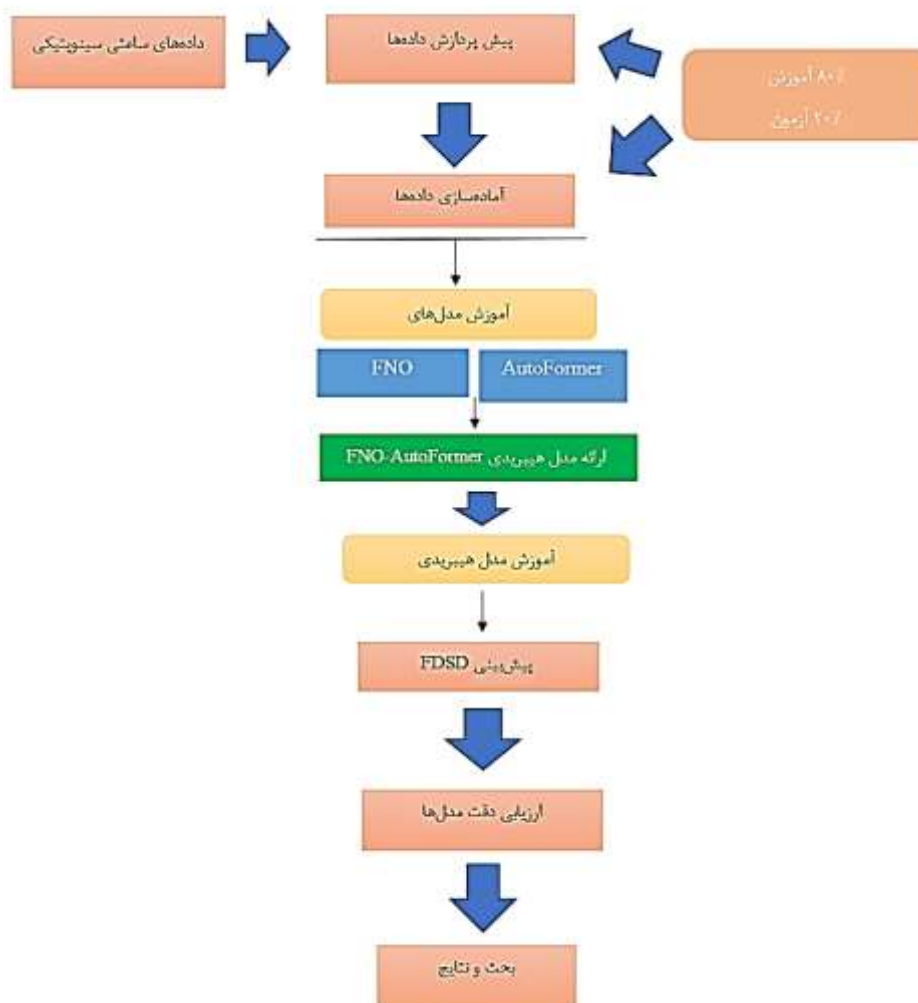 داده‌های ساعتی سینوپتیکی
پیش پردازش داده‌ها
۸۰٪ آموزش
۲۰٪ آزمون
آماده‌سازی داده‌ها
آموزش مدل‌های
FNO
AutoFormer
ارائه مدل هیبریدی FNO-AutoFormer
آموزش مدل هیبریدی
پیش‌بینی FDSD
ارزیابی دقت مدل‌ها
بحث و نتایج